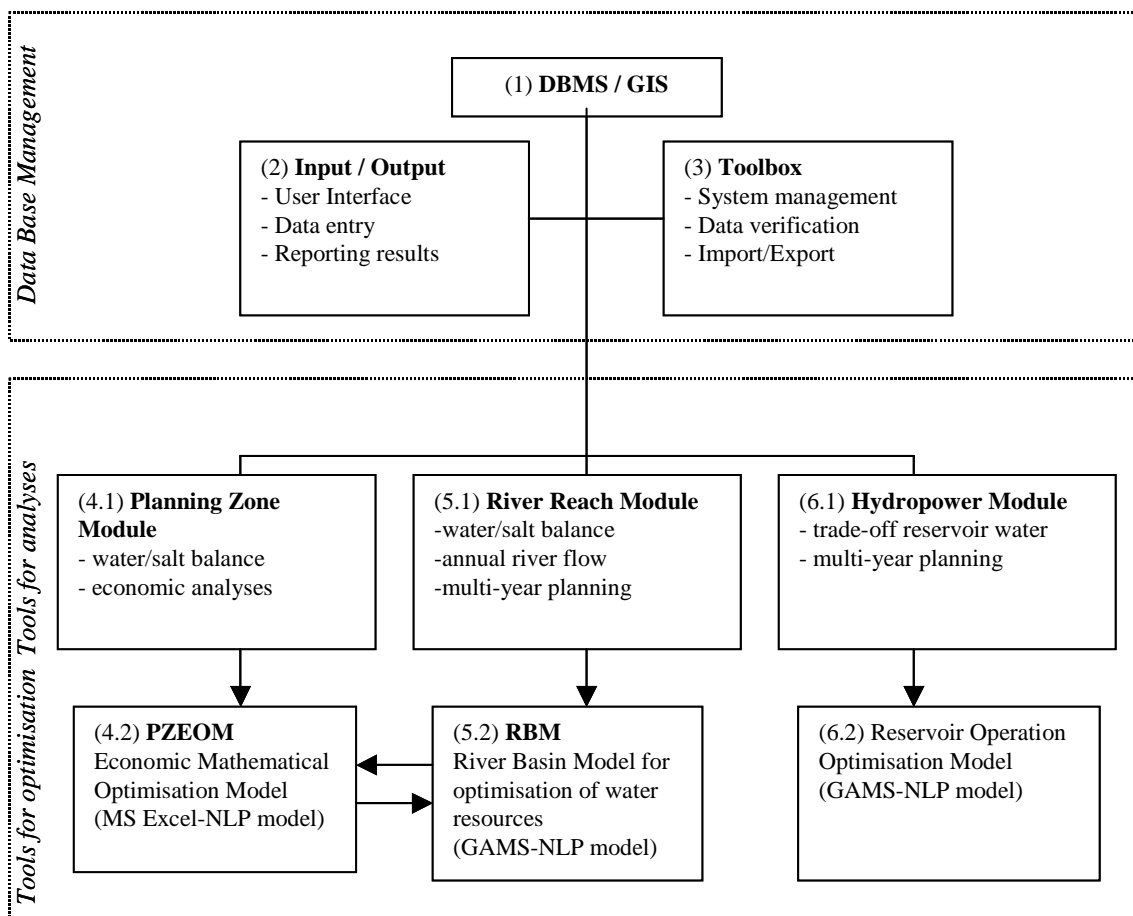 Data Base Management
(1) DBMS / GIS
(2) Input / Output
- User Interface
- Data entry
- Reporting results
(3) Toolbox
- System management
- Data verification
- Import/Export
Tools for analyses
(4.1) Planning Zone
Module
- water/salt balance
- economic analyses
(5.1) River Reach Module
-water/salt balance
-annual river flow
-multi-year planning
(6.1) Hydropower Module
- trade-off reservoir water
- multi-year planning
Tools for optimisation
(4.2) PZEOM
Economic Mathematical
Optimisation Model
(MS Excel-NLP model)
(5.2) RBM
River Basin Model for
optimisation of water
resources
(GAMS-NLP model)
(6.2) Reservoir Operation
Optimisation Model
(GAMS-NLP model)